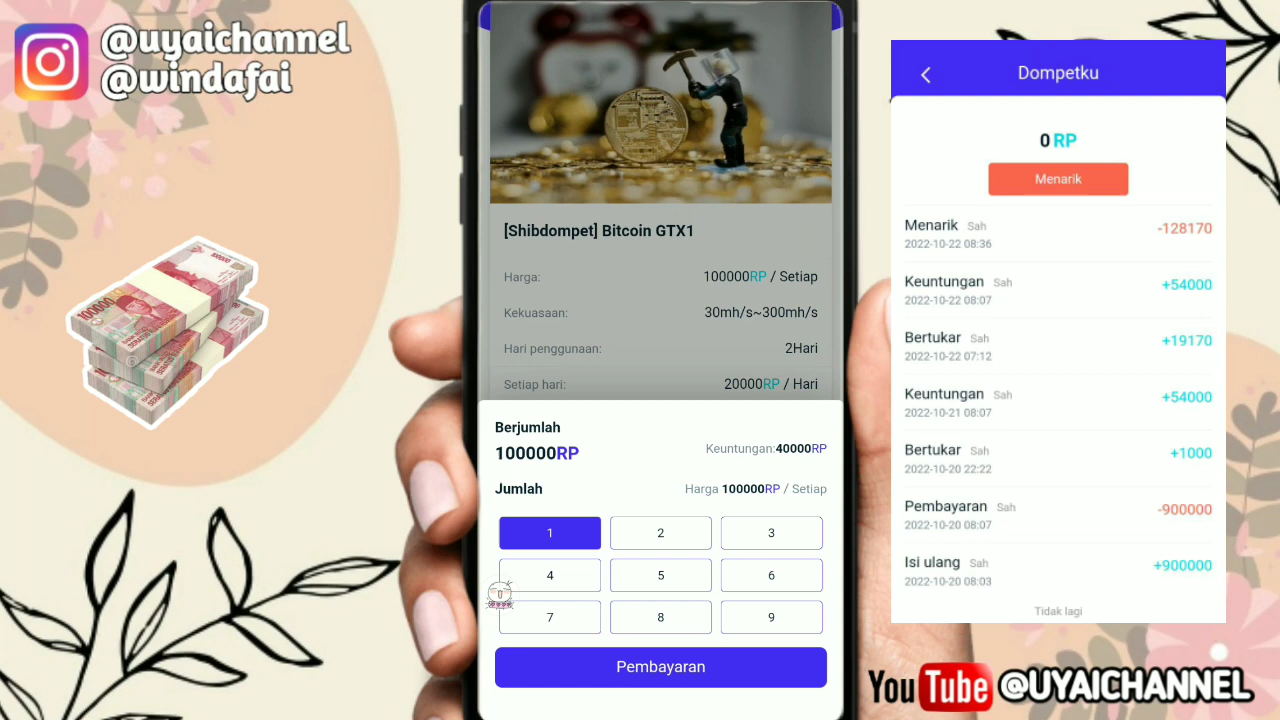 @uyaichannel
@windafai
[Shibdompet] Bitcoin GTX1
Harga: 100000RP / Setiap
Kekuasaan: 30mh/s~300mh/s
Hari penggunaan: 2Hari
Setiap hari: 20000RP / Hari
Berjumlah
100000RP Keuntungan:40000RP
Jumlah Harga 100000RP / Setiap
1 2 3
4 5 6
7 8 9
Pembayaran
Dompetku
0 RP
Menarik
Menarik Sah -128170
2022-10-22 08:36
Keuntungan Sah +54000
2022-10-22 08:07
Bertukar Sah +19170
2022-10-22 07:12
Keuntungan Sah +54000
2022-10-21 08:07
Bertukar Sah +1000
2022-10-20 22:22
Pembayaran Sah -900000
2022-10-20 08:07
Isi ulang Sah +900000
2022-10-20 08:03
Tidak lagi
YouTube @UYAICHANNEL
100000
100000